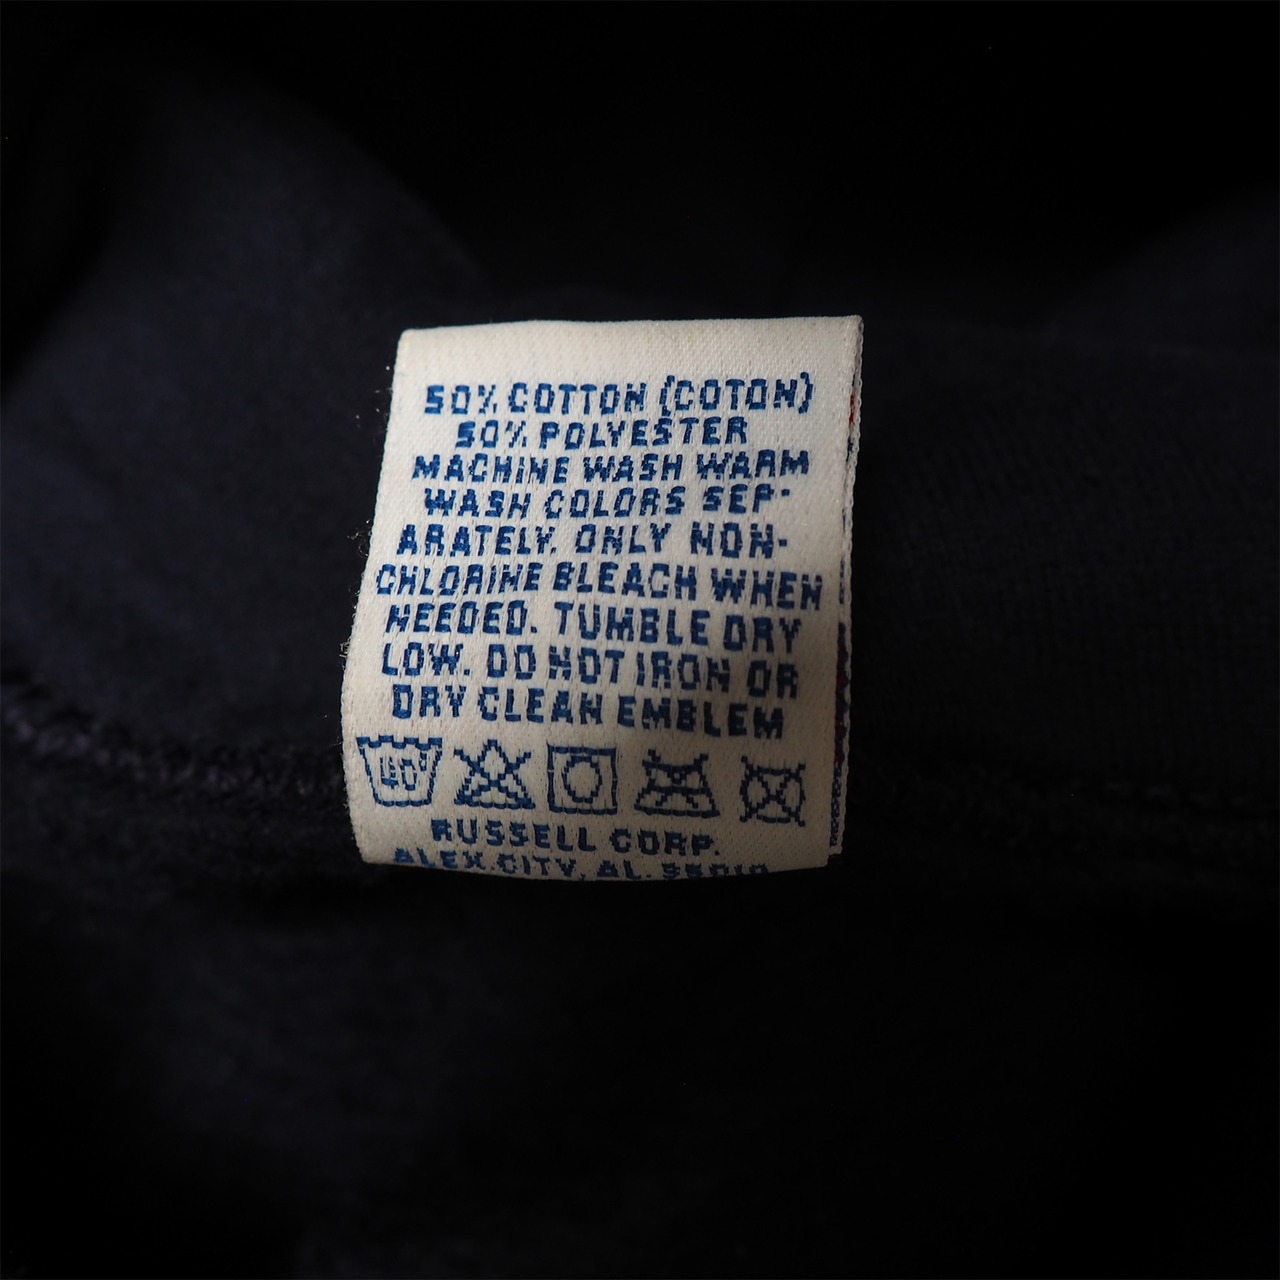 50% COTTON (COTON)
50% POLYESTER
MACHINE WASH WARM
WASH COLORS SEP-
ARATELY. ONLY NON-
CHLORINE BLEACH WHEN
NEEDED. TUMBLE DRY
LOW. DO NOT IRON OR
DRY CLEAN EMBLEM
40°
RUSSELL CORP.
ALEX. CITY, AL. 35010